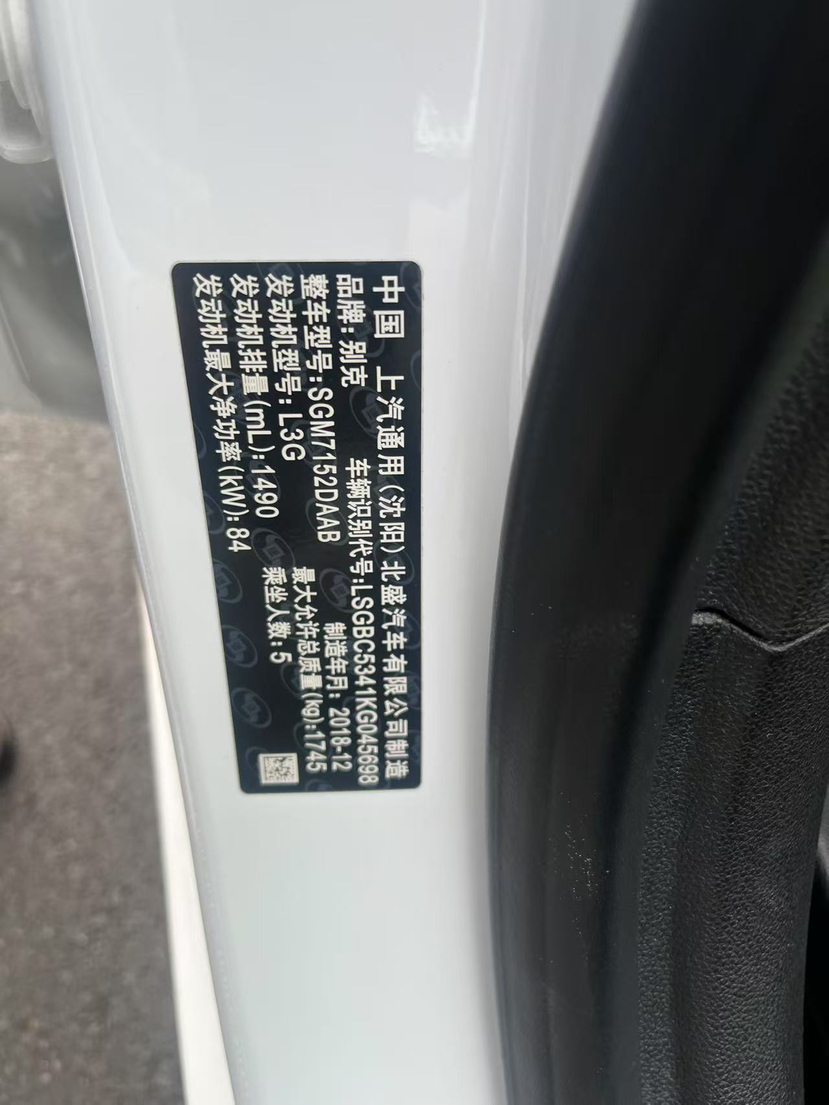 中国 上汽通用(沈阳)北盛汽车有限公司制造
品牌:别克 车辆识别代号:LSGBC5341KG045698
整车型号:SGM7152DAAB 制造年月:2018-12
发动机型号:L3G 最大允许总质量(kg):1745
发动机排量(mL):1490 乘坐人数:5
发动机最大净功率(kW):84